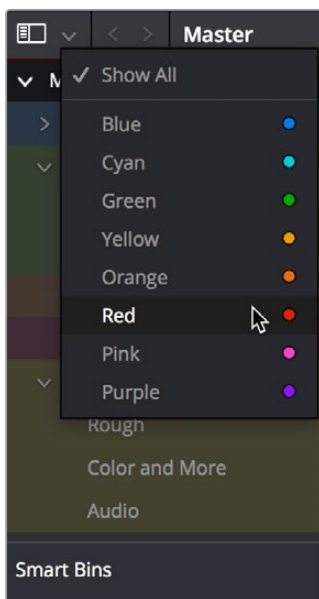 Master
M
Show All
Blue
Cyan
Green
Yellow
Orange
Red
Pink
Purple
Rough
Color and More
Audio
Smart Bins